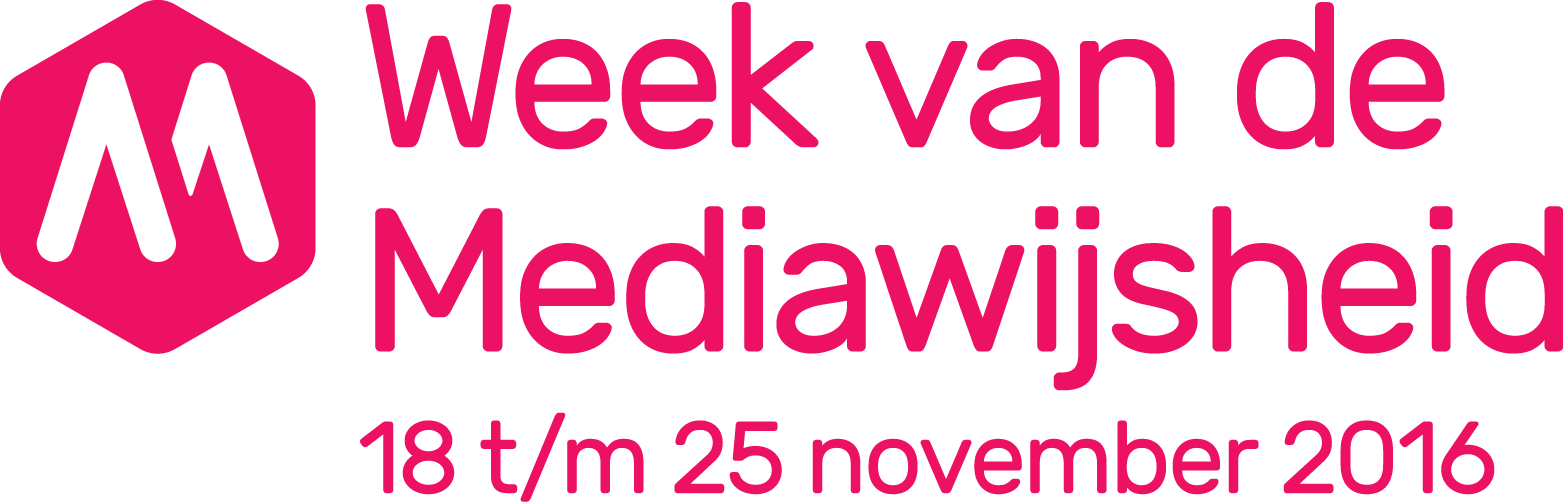 Week van de
Mediawijsheid
18 t/m 25 november 2016